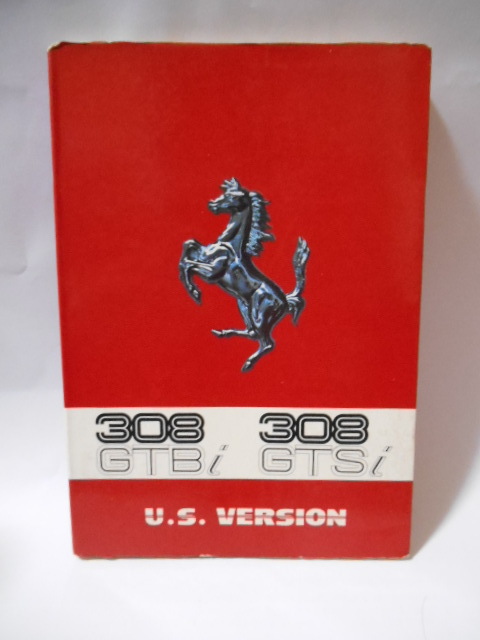 308 308
GTBi GTSi
U.S. VERSION